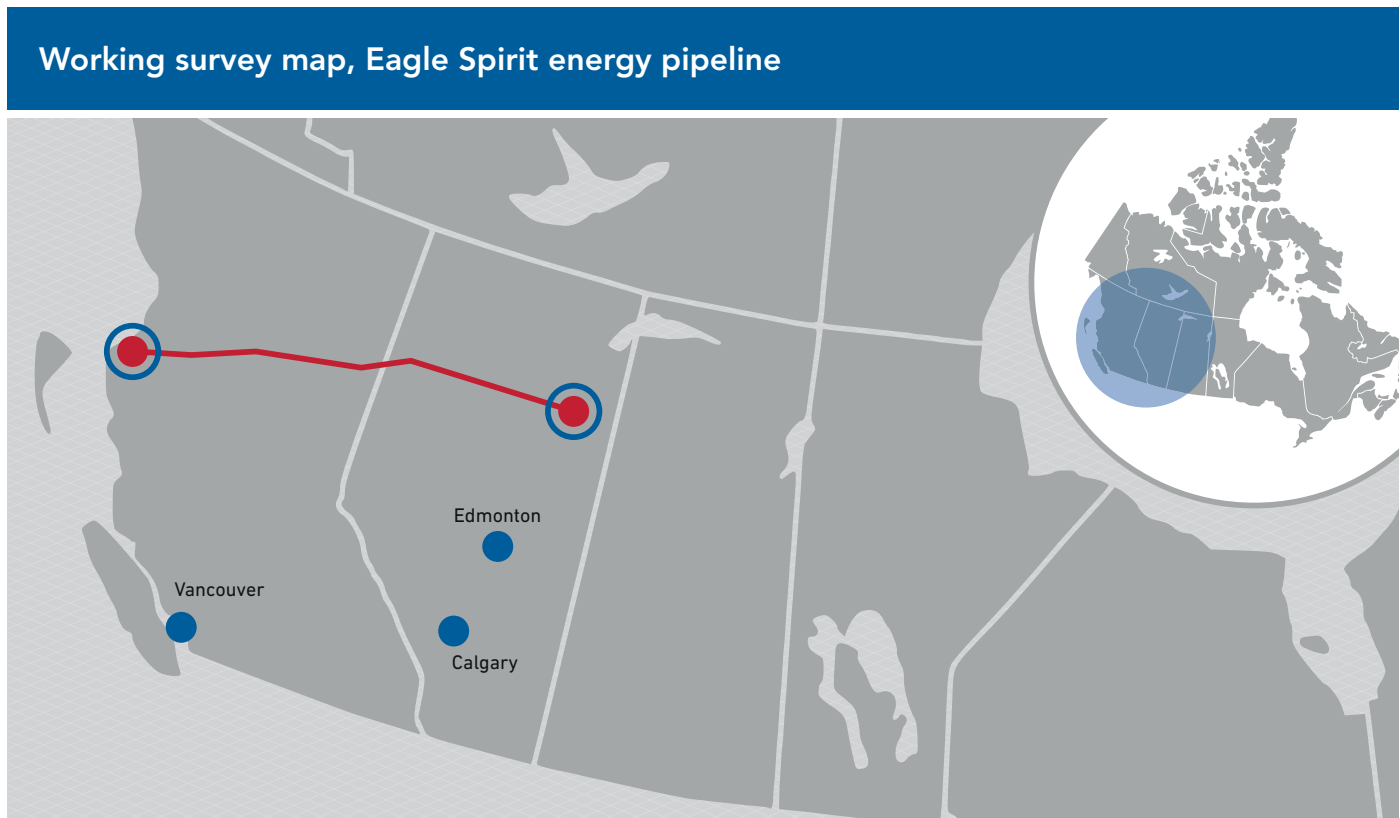 Working survey map, Eagle Spirit energy pipeline
Edmonton
Vancouver
Calgary